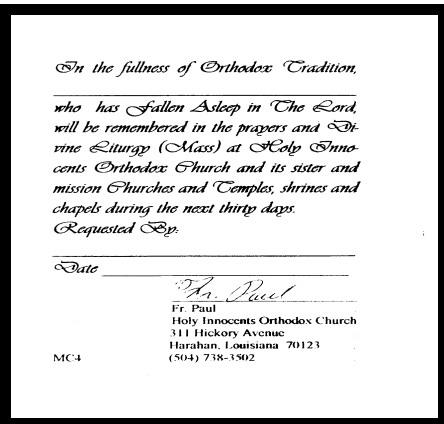 In the fullness of Orthodox Tradition,
who has Fallen Asleep in The Lord,
will be remembered in the prayers and Di-
vine Liturgy (Mass) at Holy Inno-
cents Orthodox Church and its sister and
mission Churches and Temples, shrines and
chapels during the next thirty days.
Requested By:
Date
Fr. Paul
Fr. Paul
Holy Innocents Orthodox Church
311 Hickory Avenue
Harahan, Louisiana 70123
MC4 (504) 738-3502